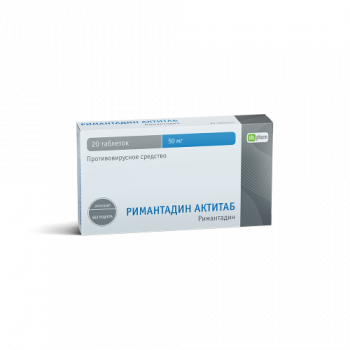 20 таблеток 50 мг
Противовирусное средство
РИМАНТАДИН АКТИТАБ
Римантадин